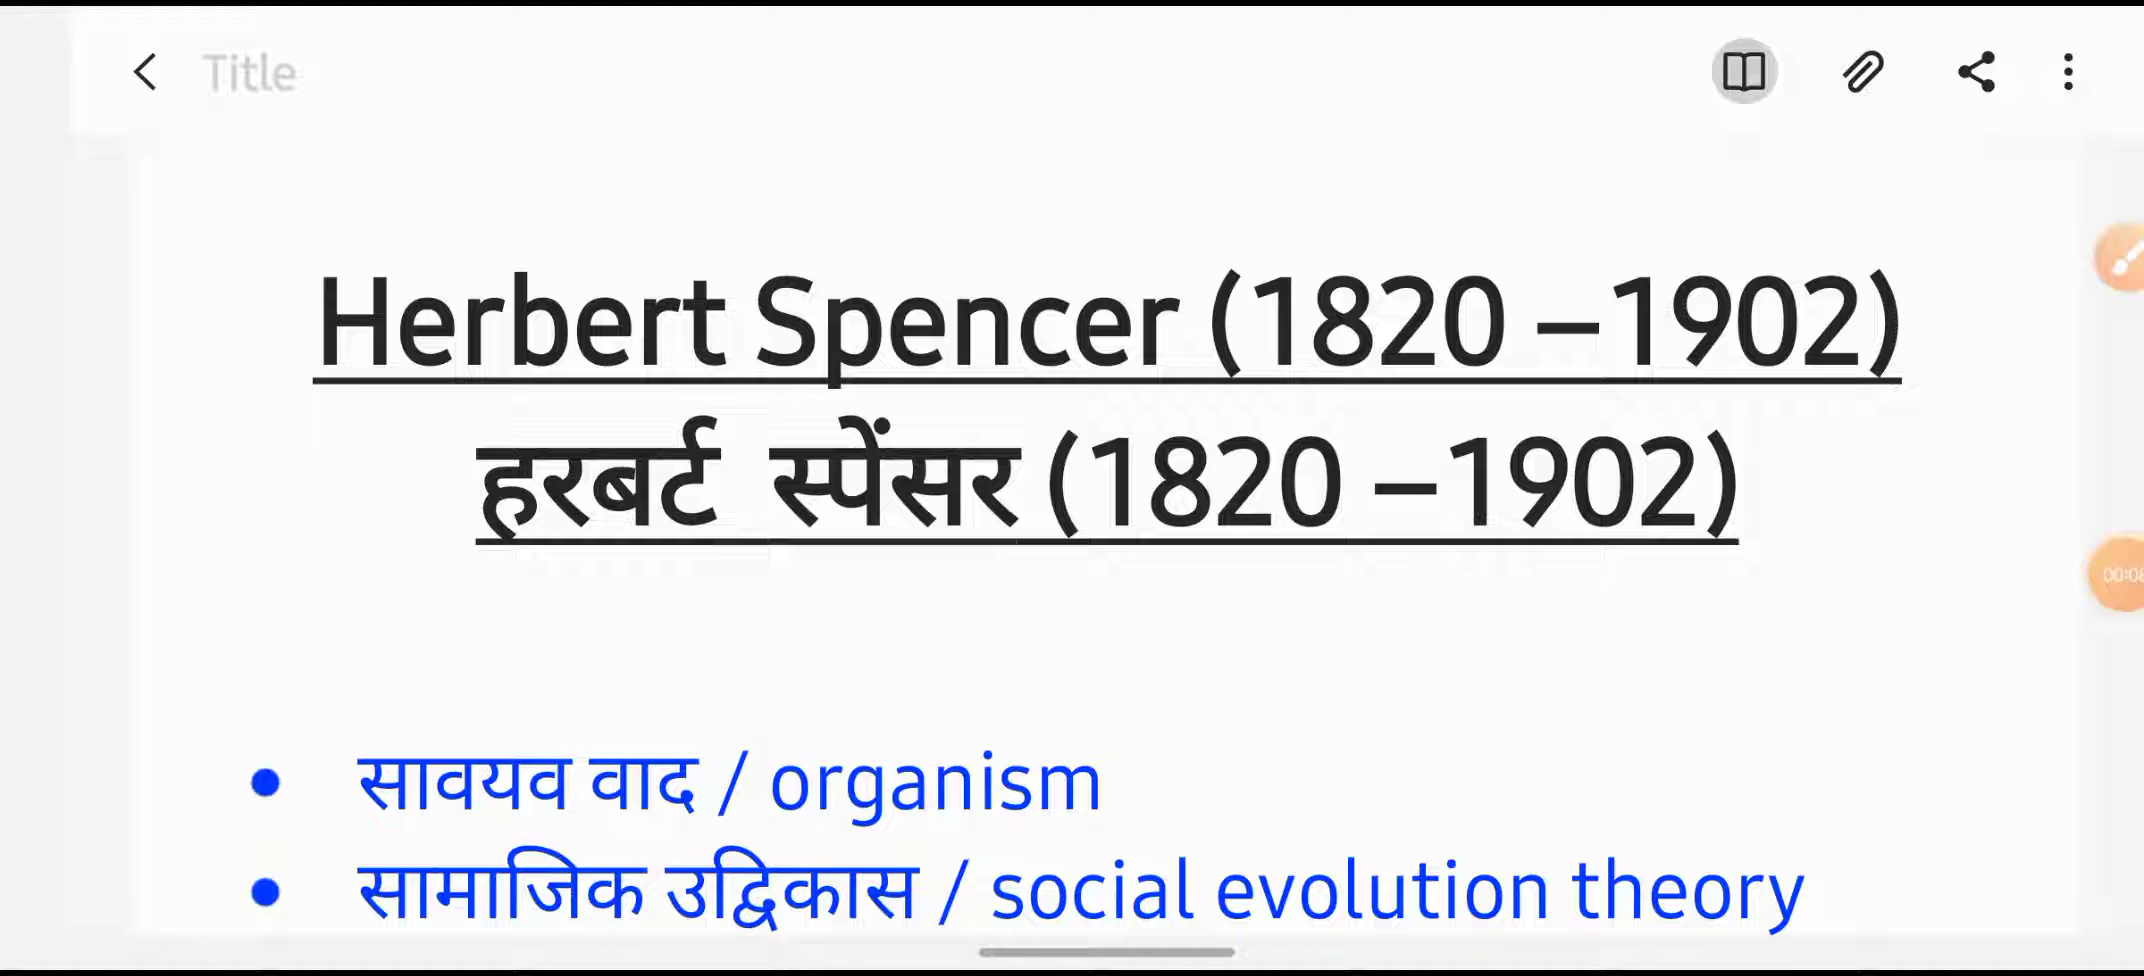 Title
Herbert Spencer (1820 –1902)
हरबर्ट स्पेंसर (1820 –1902)
• सावयव वाद / organism
• सामाजिक उद्विकास / social evolution theory